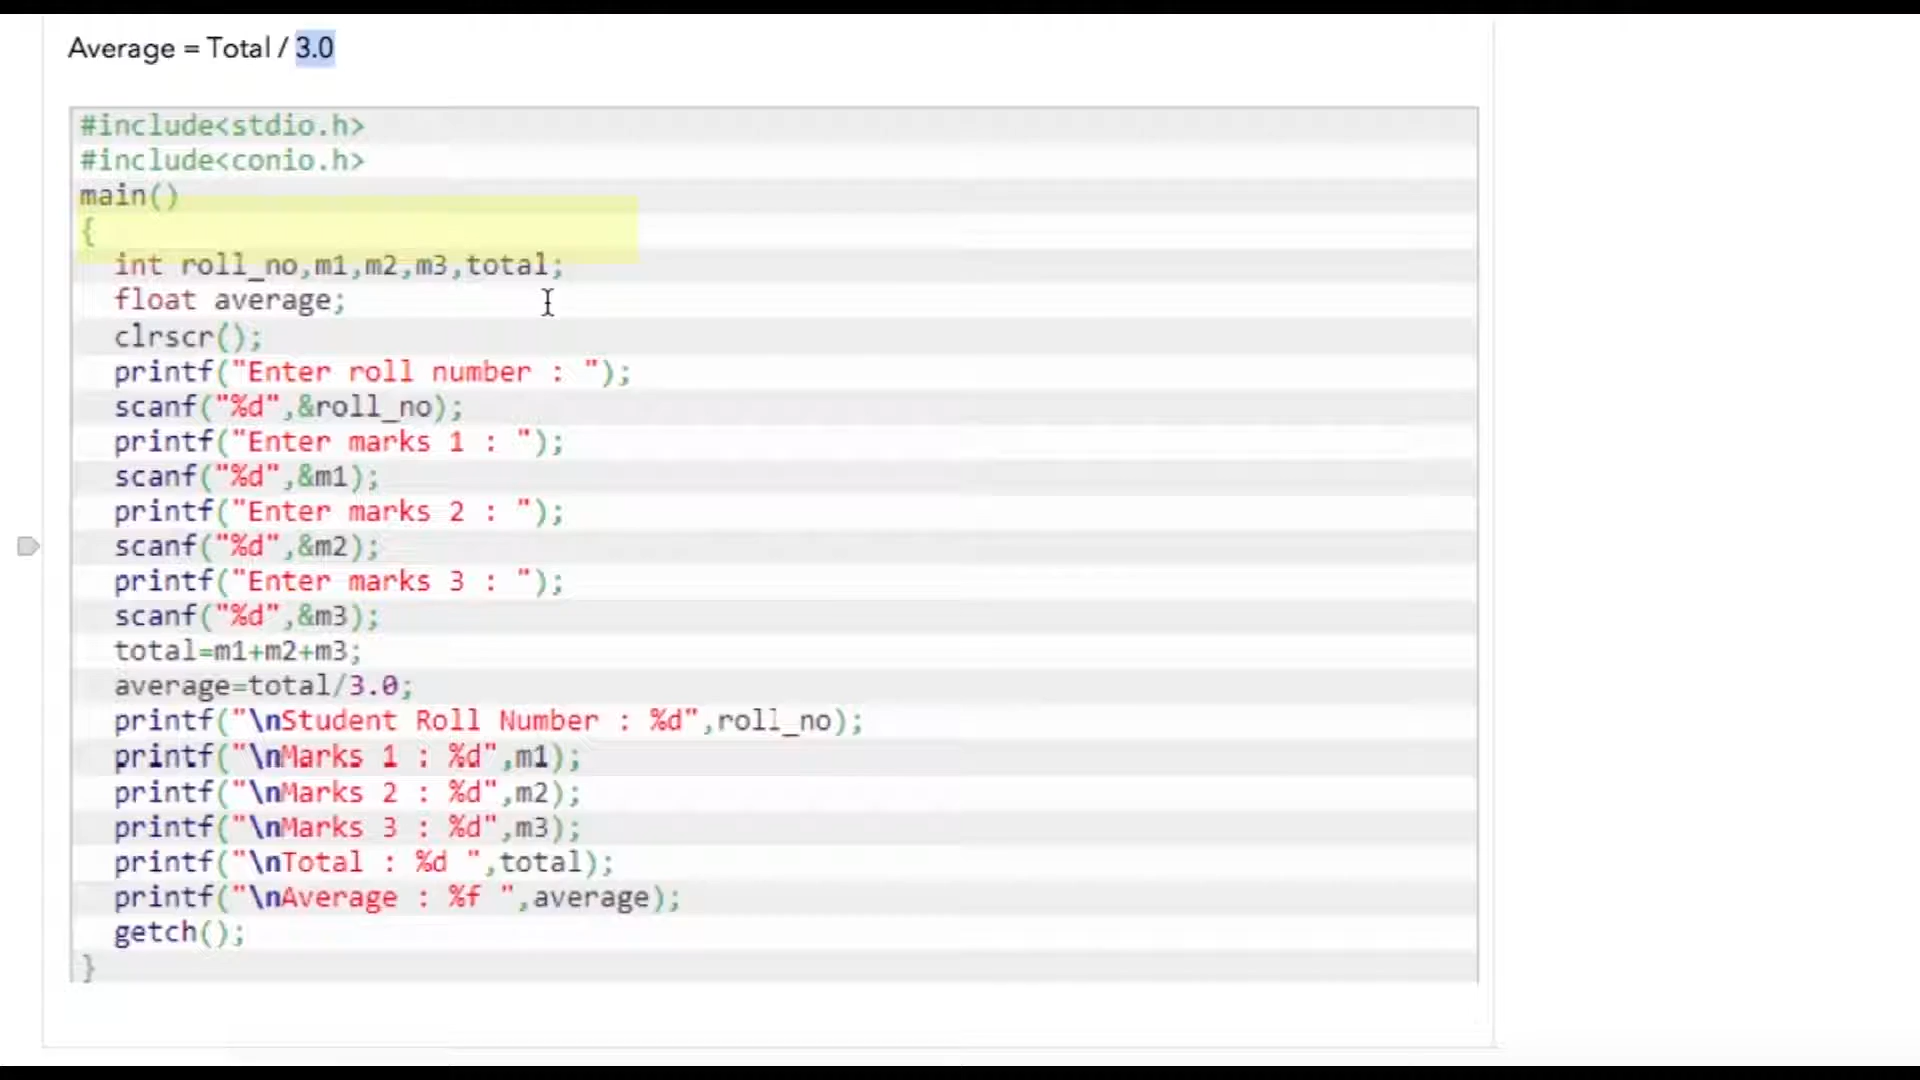 Average = Total / 3.0
#include<stdio.h>
#include<conio.h>
main()
{
int roll_no,m1,m2,m3,total;
float average;
clrscr();
printf("Enter roll number : ");
scanf("%d",&roll_no);
printf("Enter marks 1 : ");
scanf("%d",&m1);
printf("Enter marks 2 : ");
scanf("%d",&m2);
printf("Enter marks 3 : ");
scanf("%d",&m3);
total=m1+m2+m3;
average=total/3.0;
printf("\nStudent Roll Number : %d",roll_no);
printf("\nMarks 1 : %d",m1);
printf("\nMarks 2 : %d",m2);
printf("\nMarks 3 : %d",m3);
printf("\nTotal : %d ",total);
printf("\nAverage : %f ",average);
getch();
}